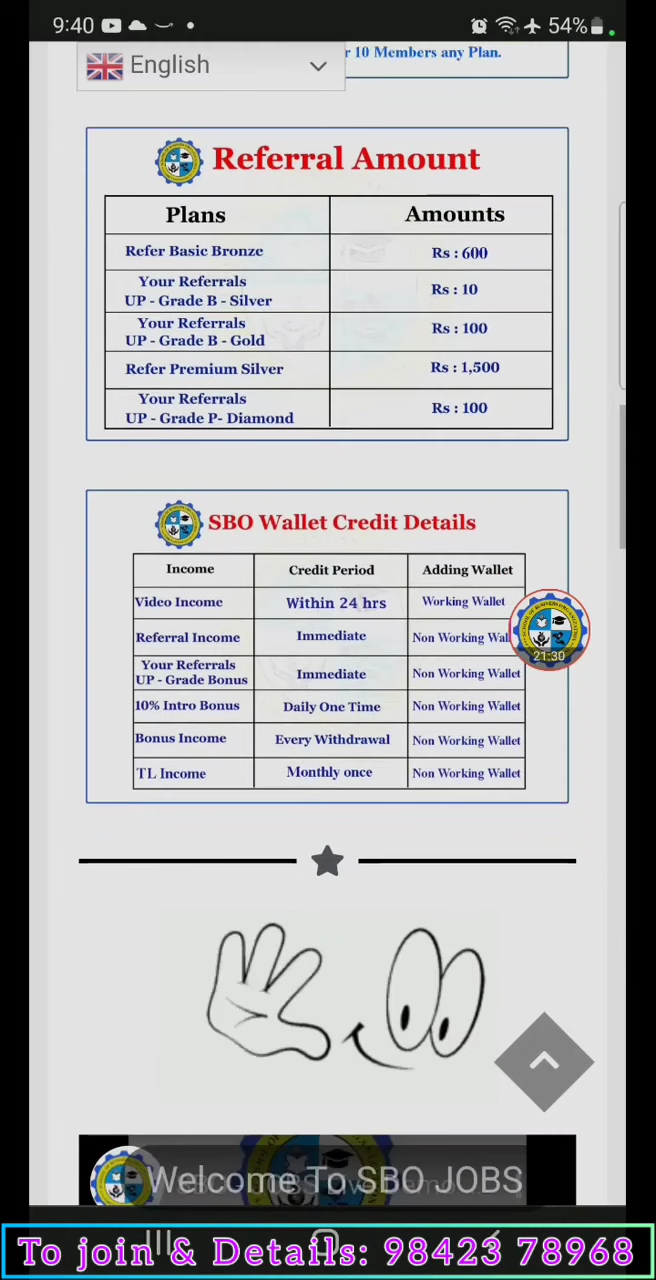 9:40
54%
English
r 10 Members any Plan.
Referral Amount
Plans Amounts
Refer Basic Bronze Rs : 600
Your Referrals
UP - Grade B - Silver Rs : 10
Your Referrals
UP - Grade B - Gold Rs : 100
Refer Premium Silver Rs : 1,500
Your Referrals
UP - Grade P- Diamond Rs : 100
SBO Wallet Credit Details
Income Credit Period Adding Wallet
Video Income Within 24 hrs Working Wallet
Referral Income Immediate Non Working Wal
Your Referrals
UP - Grade Bonus Immediate Non Working Wallet
10% Intro Bonus Daily One Time Non Working Wallet
Bonus Income Every Withdrawal Non Working Wallet
TL Income Monthly once Non Working Wallet
21:30
Welcome To SBO JOBS
To join & Details: 98423 78968